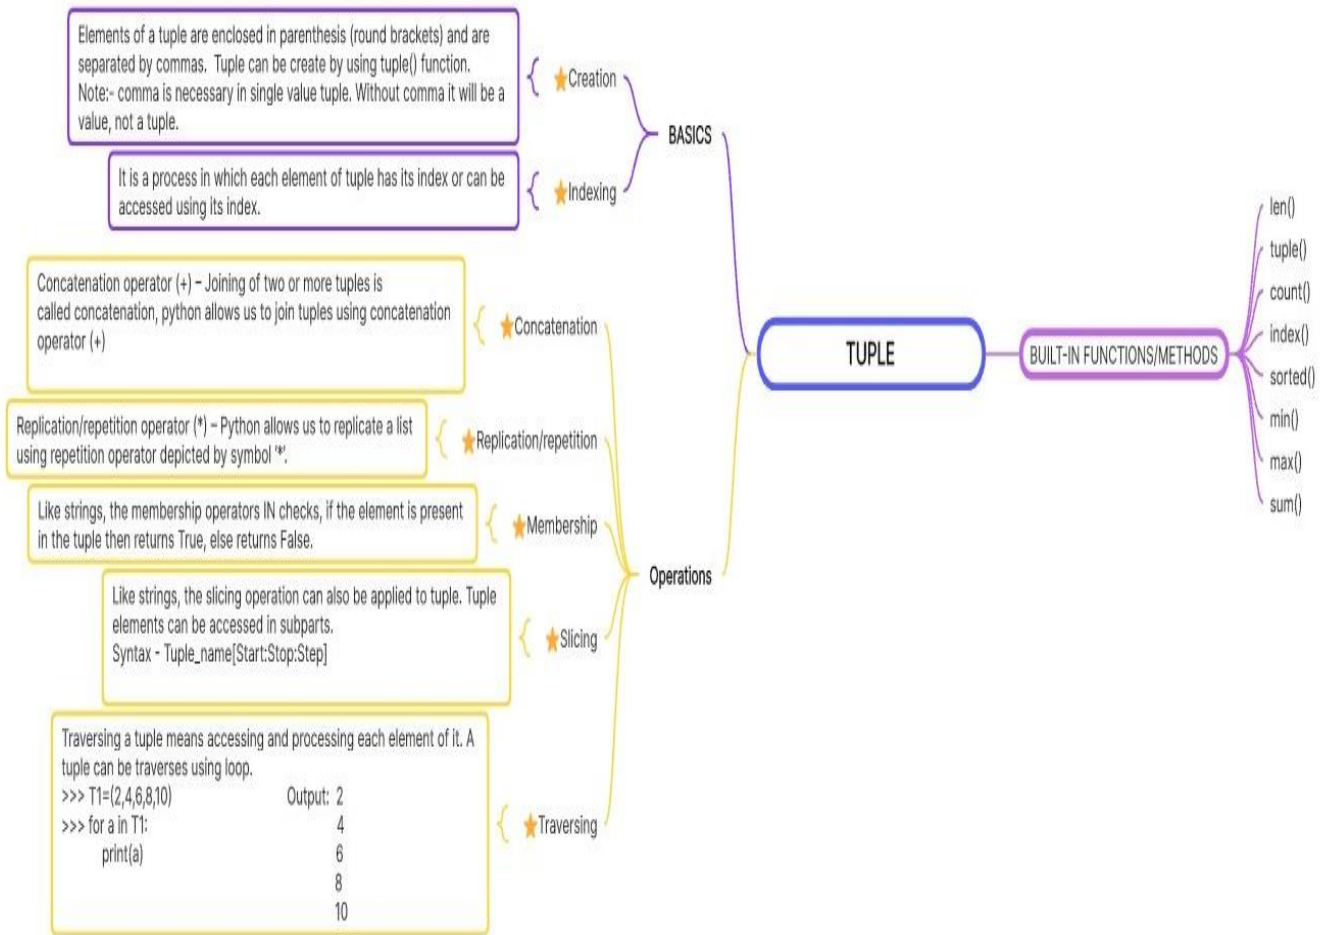 Elements of a tuple are enclosed in parenthesis (round brackets) and are
separated by commas. Tuple can be create by using tuple() function.
Note:- comma is necessary in single value tuple. Without comma it will be a
value, not a tuple.
Creation
BASICS
It is a process in which each element of tuple has its index or can be
accessed using its index.
Indexing
Concatenation operator (+) – Joining of two or more tuples is
called concatenation, python allows us to join tuples using concatenation
operator (+)
Concatenation
Replication/repetition operator (*) – Python allows us to replicate a list
using repetition operator depicted by symbol '*'.
Replication/repetition
Like strings, the membership operators IN checks, if the element is present
in the tuple then returns True, else returns False.
Membership
Operations
Like strings, the slicing operation can also be applied to tuple. Tuple
elements can be accessed in subparts.
Syntax - Tuple_name[Start:Stop:Step]
Slicing
Traversing a tuple means accessing and processing each element of it. A
tuple can be traverses using loop.
>>> T1=(2,4,6,8,10) Output: 2
>>> for a in T1: 4
print(a) 6
8
10
Traversing
TUPLE
BUILT-IN FUNCTIONS/METHODS
len()
tuple()
count()
index()
sorted()
min()
max()
sum()